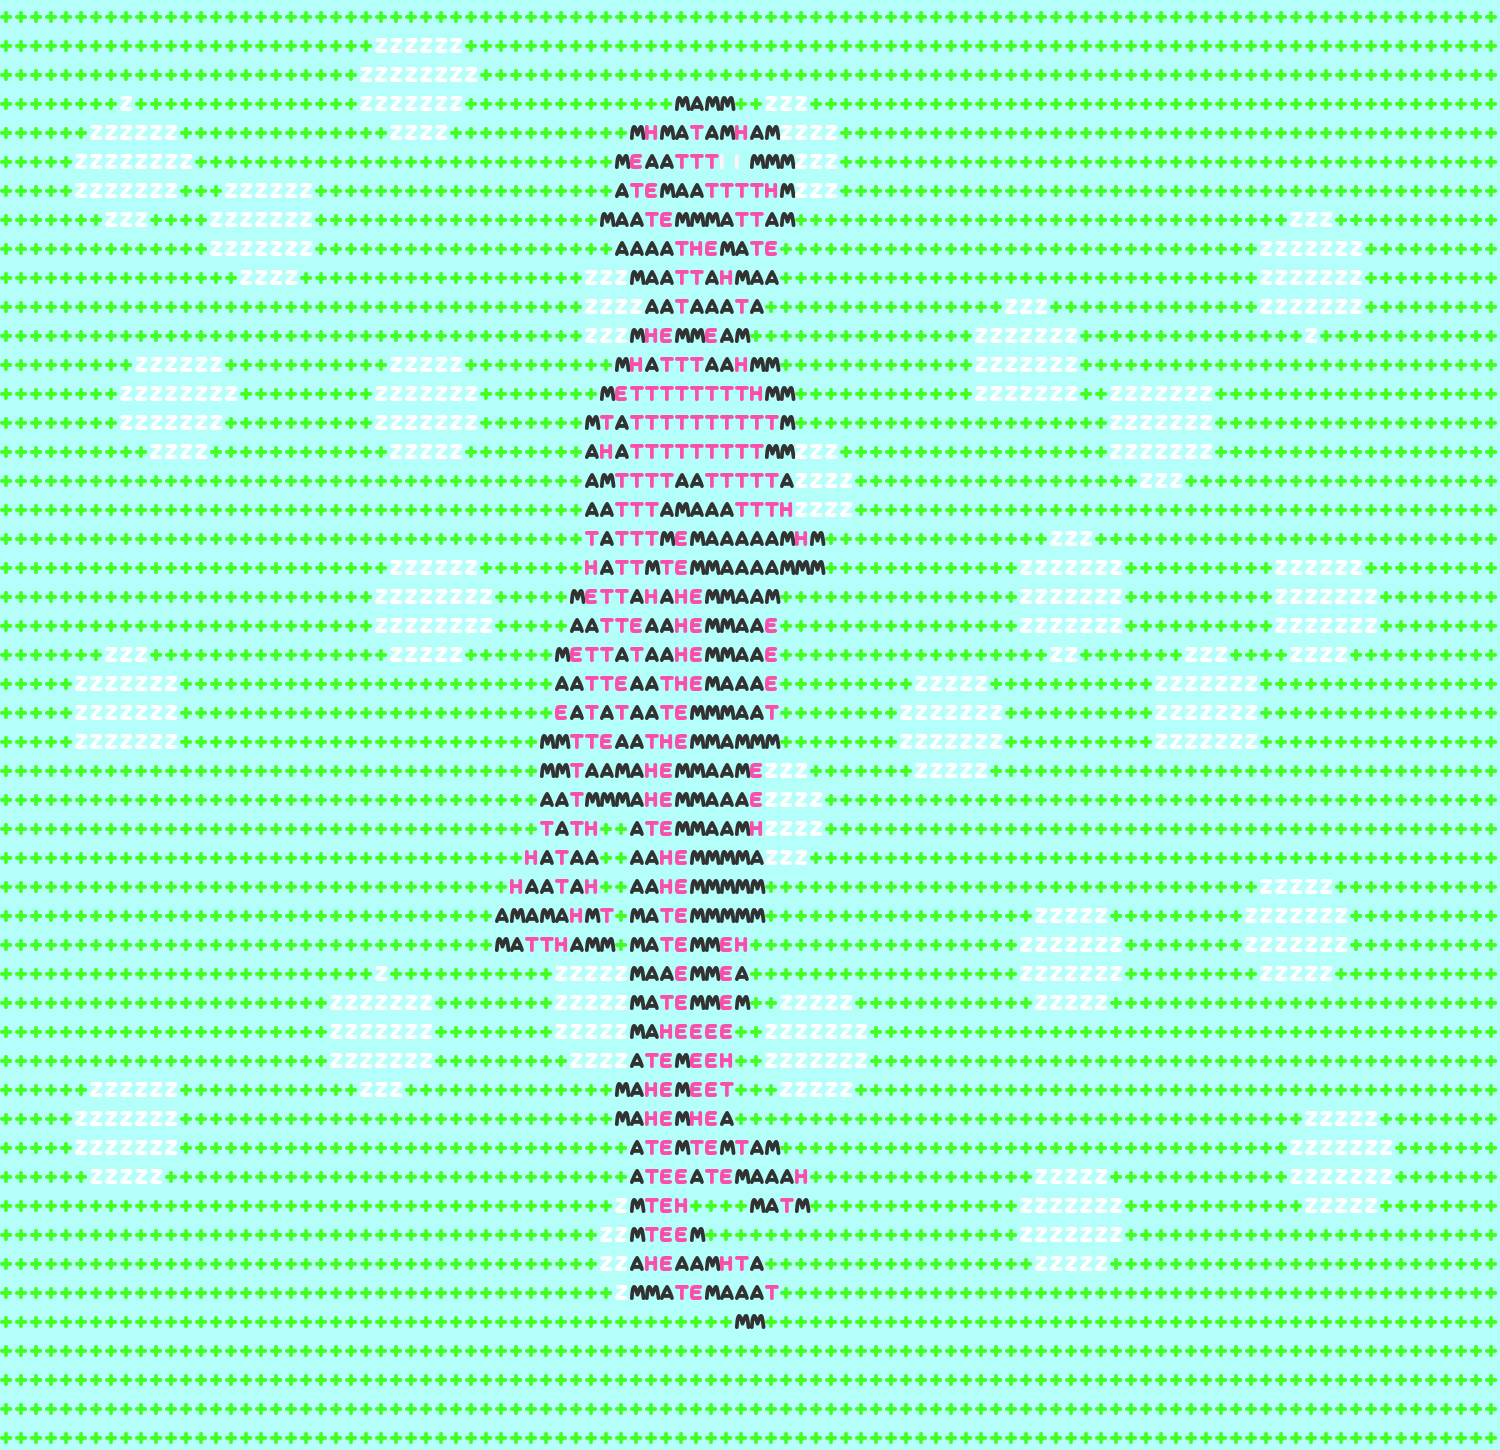 ZZZZZZ
ZZZZZZZZ
Z ZZZZZZZ MAMM ZZZ
ZZZZZZ ZZZZ MHMATAMHAMZZZZ
ZZZZZZZZ MEAATTTII MMMZZZ
ZZZZZZZ ZZZZZZ ATEMAATTTTHMZZZ
ZZZ ZZZZZZZ MAATEMMMATTAM ZZZ
ZZZZZZZ AAAATHEMATE ZZZZZZZ
ZZZZ ZZZMAATTAHMAA ZZZZZZZ
ZZZZAATAAATA ZZZ ZZZZZZZ
ZZZMHEMMEAM ZZZZZZZ Z
ZZZZZZ ZZZZZ MHATTTAAHMM ZZZZZZZ
ZZZZZZZZ ZZZZZZZ METTTTTTTTHMM ZZZZZZZ ZZZZZZZ
ZZZZZZZ ZZZZZZZ MTATTTTTTTTTTM ZZZZZZZ
ZZZZ ZZZZZ AHATTTTTTTTTMMZZZ ZZZZZZZ
AMTTTTAATTTTTAZZZZ ZZZ
AATTTAMAAATTTHZZZZ
TATTTMEMAAAAAMHM ZZZ
ZZZZZZ HATTMTEMMAAAAMMM ZZZZZZZ ZZZZZZ
ZZZZZZZZ METTAHAHEMMAAM ZZZZZZZ ZZZZZZZ
ZZZZZZZZ AATTEAAHEMMAAE ZZZZZZZ ZZZZZZZ
ZZZ ZZZZZ METTATAAHEMMAAE ZZ ZZZ ZZZZ
ZZZZZZZ AATTEAATHEMAAAE ZZZZZ ZZZZZZZ
ZZZZZZZ EATATAATEMMMAAT ZZZZZZZ ZZZZZZZ
ZZZZZZZ MMTTEAATHEMMAMMM ZZZZZZZ ZZZZZZZ
MMTAAMAHEMMAAMEZZZ ZZZZZ
AATMMMAHEMMAAAEZZZZ
TATH ATEMMAAMHZZZZ
HATAA AAHEMMMMAZZZ
HAATAH AAHEMMMMM ZZZZZ
AMAMAHMT MATEMMMMM ZZZZZ ZZZZZZZ
MATTHAMM MATEMMEH ZZZZZZZ ZZZZZZZ
Z ZZZZZMAAEMMEA ZZZZZZZ ZZZZZ
ZZZZZZZ ZZZZZMATEMMEM ZZZZZ ZZZZZ
ZZZZZZZ ZZZZZMAHEEEE ZZZZZZZ
ZZZZZZZ ZZZZATEMEEH ZZZZZZZ
ZZZZZZ ZZZ MAHEMEET ZZZZZ
ZZZZZZZ MAHEMHEA ZZZZZ
ZZZZZZZ ATEMTEMTAM ZZZZZZZ
ZZZZZ ATEEATEMAAAH ZZZZZ ZZZZZZZ
ZMTEH MATM ZZZZZZZ ZZZZZ
ZZMTEEM ZZZZZZZ
ZZAHEAAMHTA ZZZZZ
ZMMATEMAAAT
MM